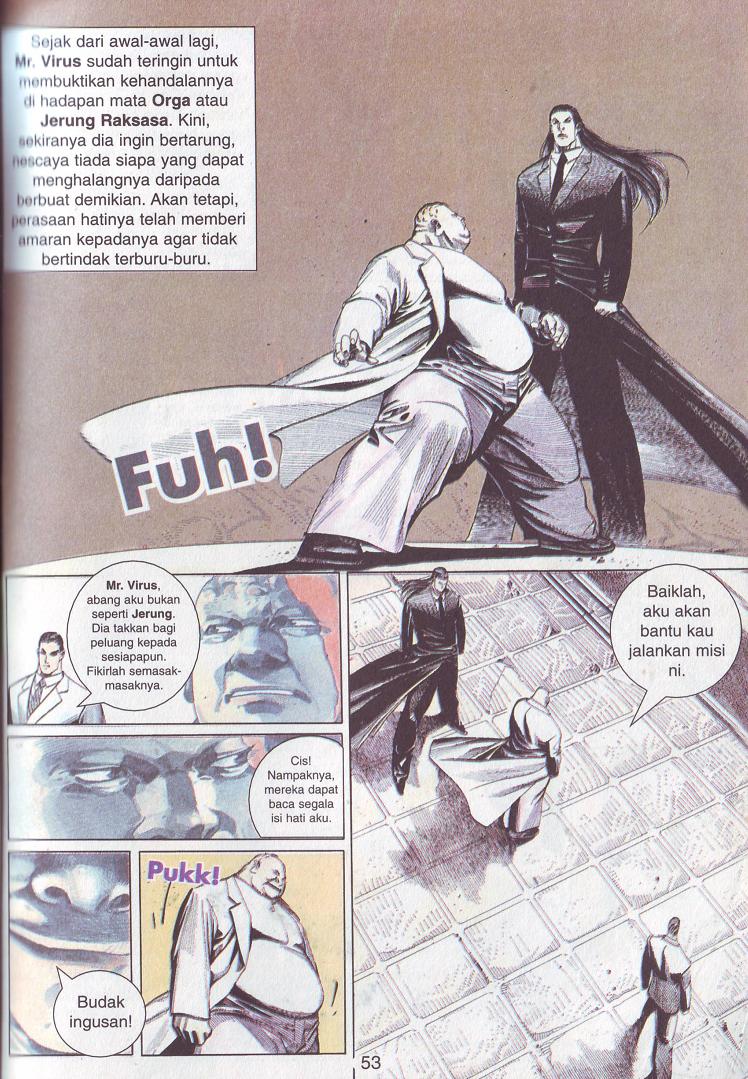 Sejak dari awal-awal lagi,
Mr. Virus sudah teringin untuk
membuktikan kehandalannya
di hadapan mata Orga atau
Jerung Raksasa. Kini,
sekiranya dia ingin bertarung,
nescaya tiada siapa yang dapat
menghalangnya daripada
berbuat demikian. Akan tetapi,
perasaan hatinya telah memberi
amaran kepadanya agar tidak
bertindak terburu-buru.
Fuh!
Mr. Virus,
abang aku bukan
seperti Jerung.
Dia takkan bagi
peluang kepada
sesiapapun.
Fikirlah semasak-
masaknya.
Baiklah,
aku akan
bantu kau
jalankan misi
ni.
Cis!
Nampaknya,
mereka dapat
baca segala
isi hati aku.
Pukk!
Budak
ingusan!
53